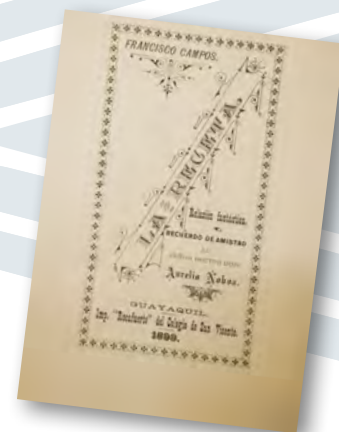 FRANCISCO CAMPOS.
LA RECETA.
Relación fantástica.
RECUERDO DE AMISTAD
Aurelio Noboa.
GUAYAQUIL.
Imp. "Rocafuerte" del Colegio de San Vicente.
1899.